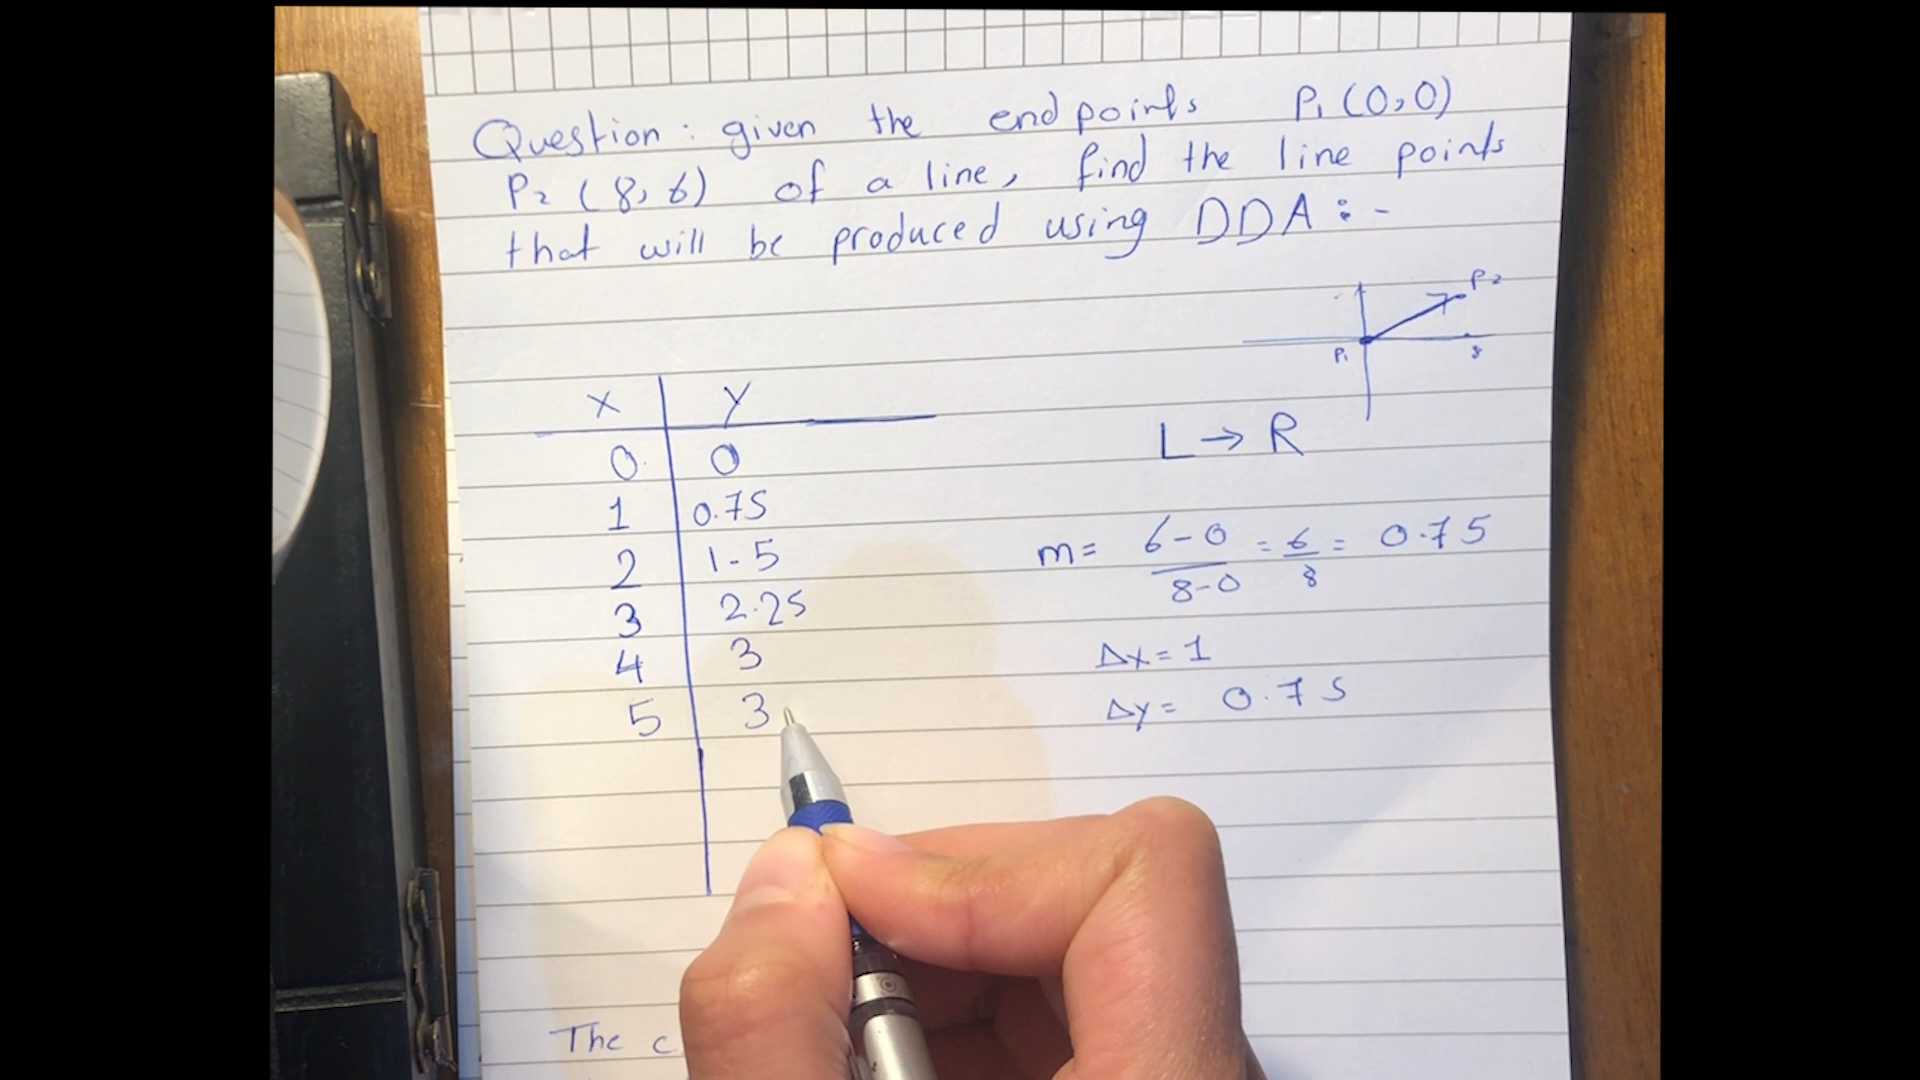 Question: given the endpoints P1 (0,0)
P2 (8,6) of a line, find the line points
that will be produced using DDA :-
P2
P1 8
L → R
X Y
0 0
1 0.75
2 1.5
3 2.25
4 3
5 3
m = 6-0 / 8-0 = 6/8 = 0.75
Δx = 1
Δy = 0.75
The